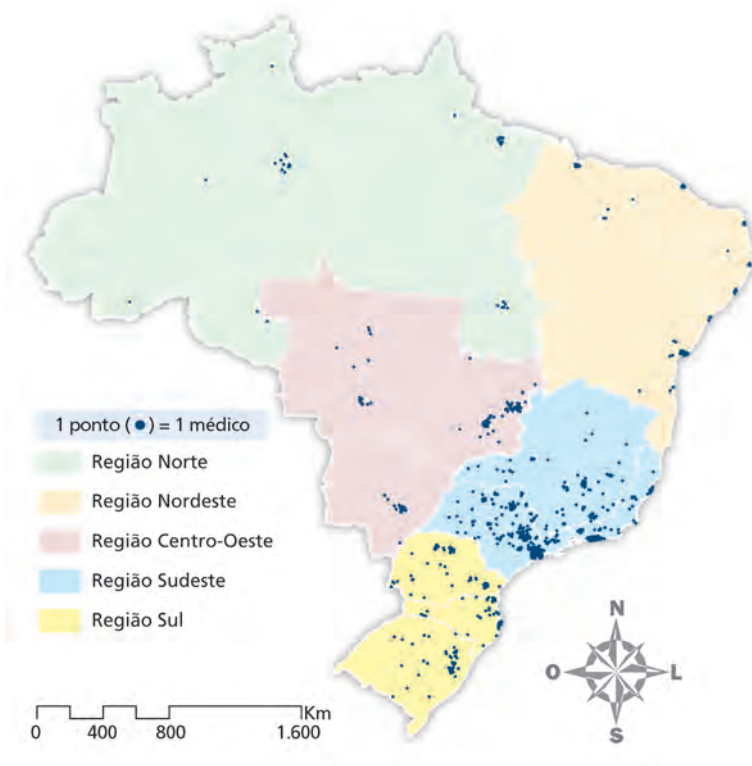 1 ponto (•) = 1 médico
Região Norte
Região Nordeste
Região Centro-Oeste
Região Sudeste
Região Sul
N
O L
S
Km
0 400 800 1.600